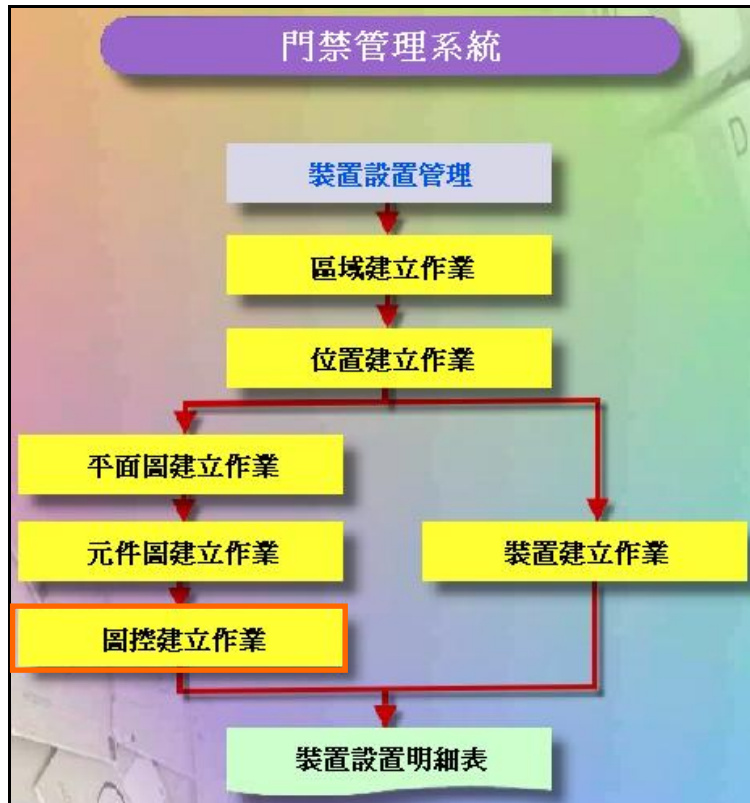 門禁管理系統
裝置設置管理
區域建立作業
位置建立作業
平面圖建立作業
元件圖建立作業
裝置建立作業
圖控建立作業
裝置設置明細表
D